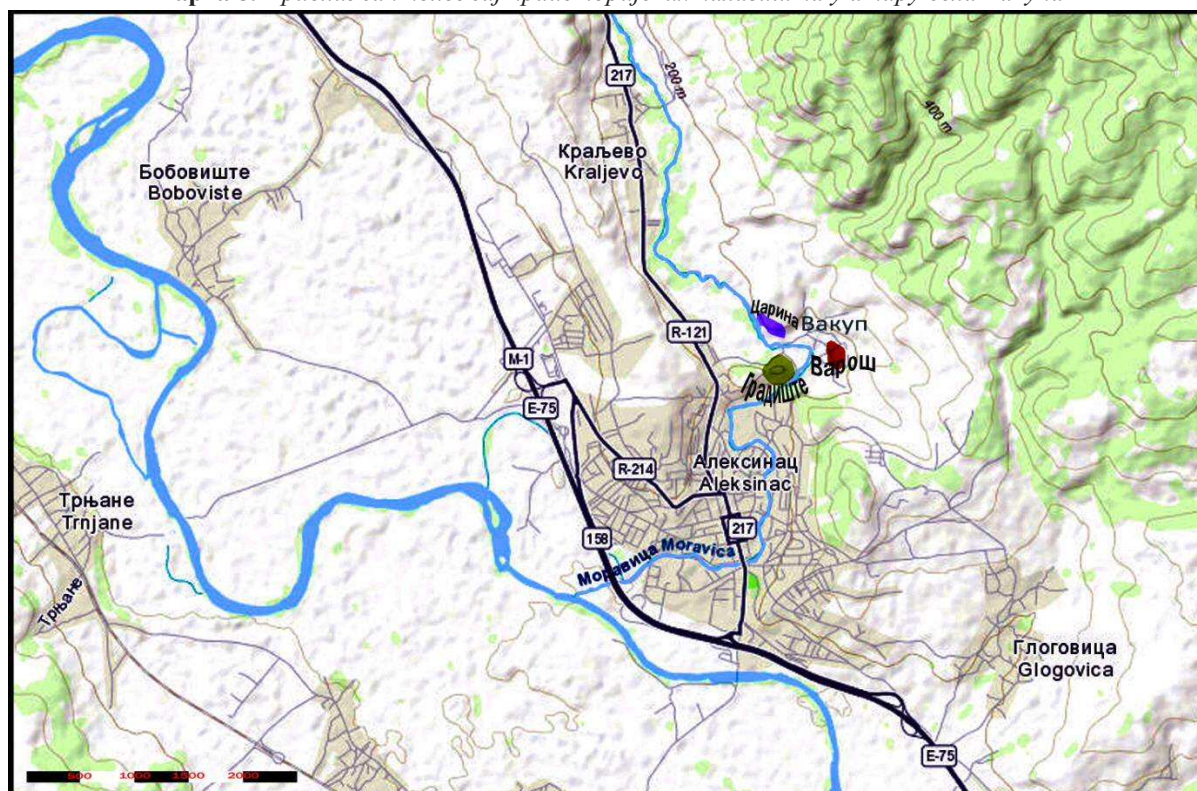 217
200 m
400 m
Бобовиште
Boboviste
Краљево
Kraljevo
Царина
Вакуп
R-121
Варош
Градиште
M-1
E-75
Алексинац
Aleksinac
R-214
Трњане
Trnjane
158
217
Моравица Moravica
Трњане
Глоговица
Glogovica
E-75
500 1000 1500 2000